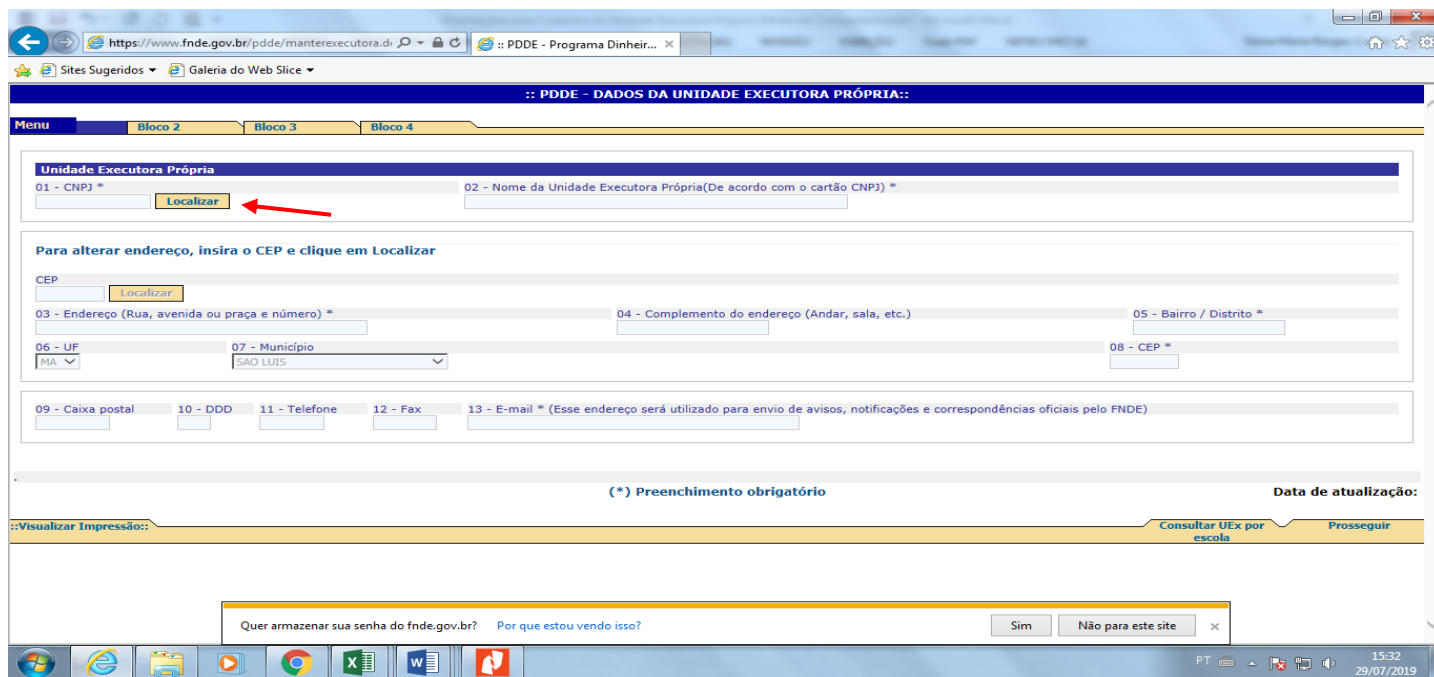 https://www.fnde.gov.br/pdde/manterexecutora.d
:: PDDE - Programa Dinheir...
Sites Sugeridos
Galeria do Web Slice
:: PDDE - DADOS DA UNIDADE EXECUTORA PRÓPRIA::
Menu Bloco 2 Bloco 3 Bloco 4
Unidade Executora Própria
01 - CNPJ * 02 - Nome da Unidade Executora Própria(De acordo com o cartão CNPJ) *
Localizar
Para alterar endereço, insira o CEP e clique em Localizar
CEP
Localizar
03 - Endereço (Rua, avenida ou praça e número) * 04 - Complemento do endereço (Andar, sala, etc.) 05 - Bairro / Distrito *
06 - UF 07 - Município 08 - CEP *
MA SAO LUIS
09 - Caixa postal 10 - DDD 11 - Telefone 12 - Fax 13 - E-mail * (Esse endereço será utilizado para envio de avisos, notificações e correspondências oficiais pelo FNDE)
.
(*) Preenchimento obrigatório Data de atualização:
::Visualizar Impressão:: Consultar UEx por escola Prosseguir
Quer armazenar sua senha do fnde.gov.br? Por que estou vendo isso? Sim Não para este site
PT 15:32
29/07/2019